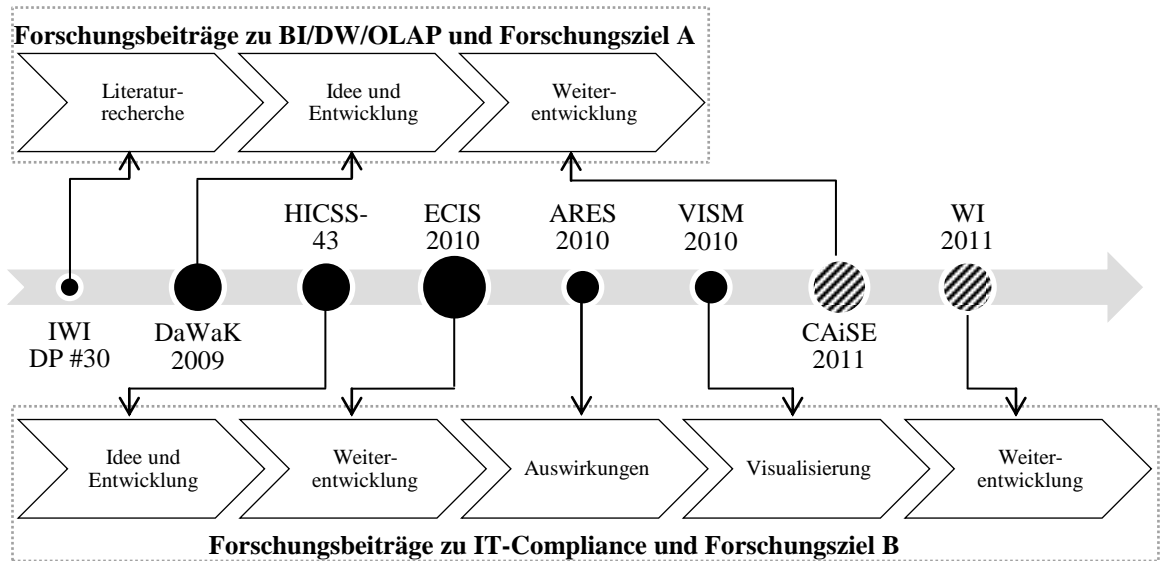 Forschungsbeiträge zu BI/DW/OLAP und Forschungsziel A
Literatur-
recherche
Idee und
Entwicklung
Weiter-
entwicklung
HICSS-
43
ECIS
2010
ARES
2010
VISM
2010
WI
2011
IWI
DP #30
DaWaK
2009
CAiSE
2011
Idee und
Entwicklung
Weiter-
entwicklung
Auswirkungen
Visualisierung
Weiter-
entwicklung
Forschungsbeiträge zu IT-Compliance und Forschungsziel B